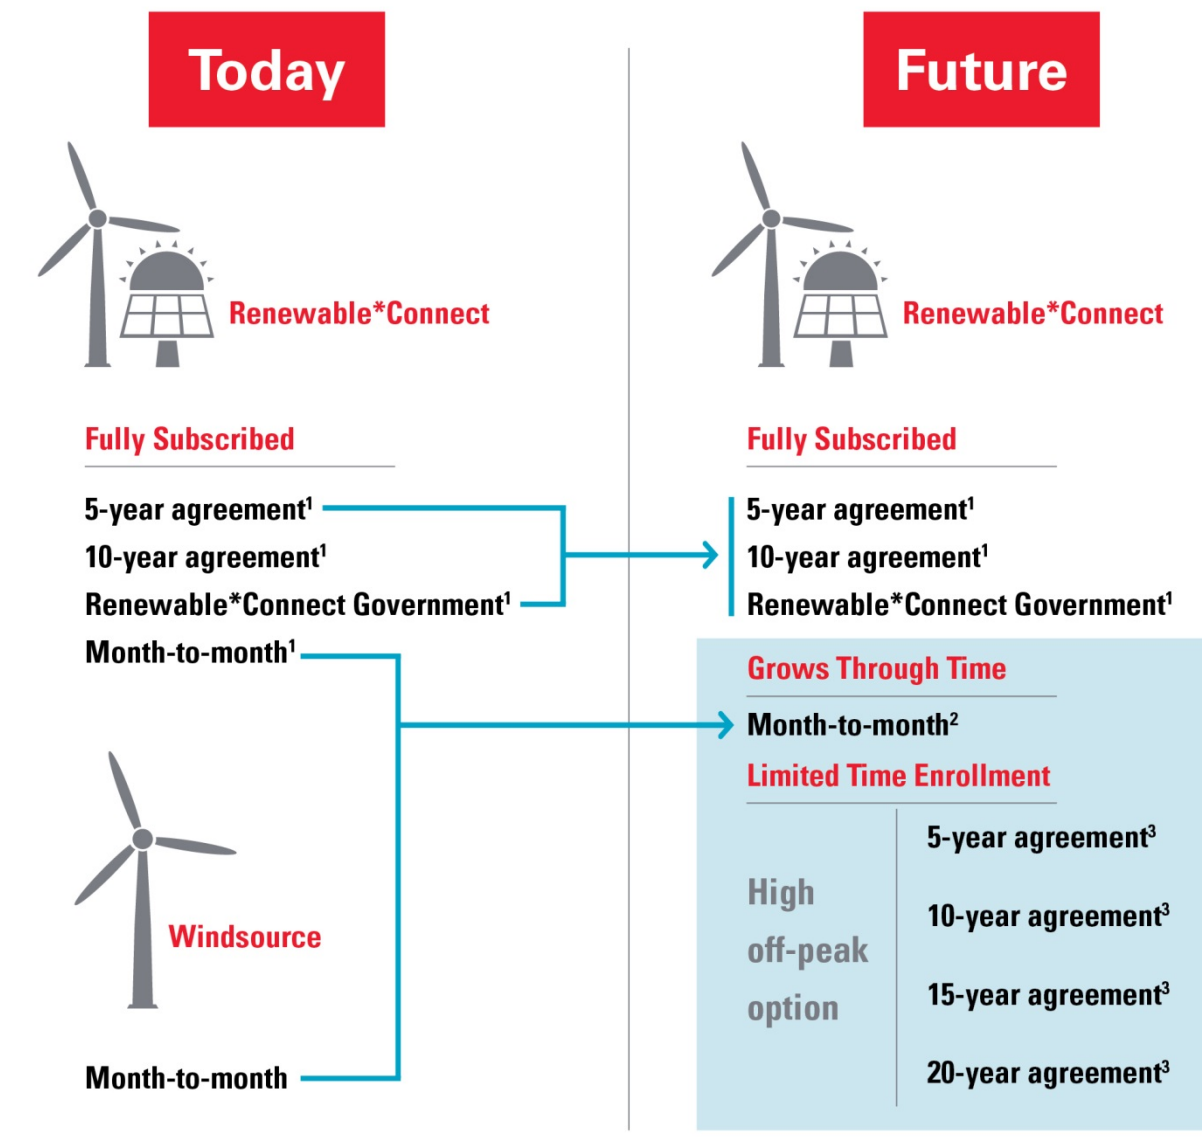 Today
Renewable*Connect
Fully Subscribed
5-year agreement¹
10-year agreement¹
Renewable*Connect Government¹
Month-to-month¹
Windsource
Month-to-month
Future
Renewable*Connect
Fully Subscribed
5-year agreement¹
10-year agreement¹
Renewable*Connect Government¹
Grows Through Time
Month-to-month²
Limited Time Enrollment
High
off-peak
option
5-year agreement³
10-year agreement³
15-year agreement³
20-year agreement³